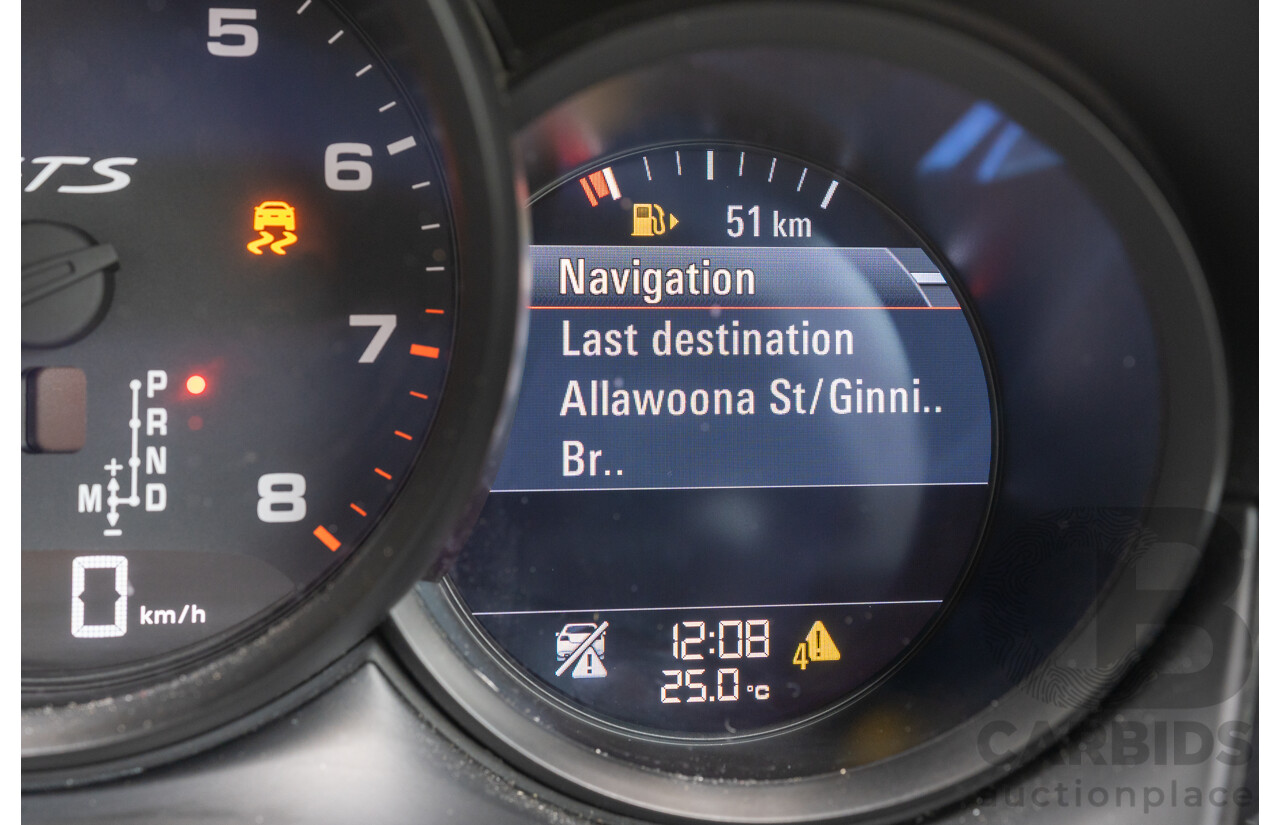 5
6
7
8
TS
P
R
N
+
M D
−
0 km/h
51 km
Navigation
Last destination
Allawoona St/Ginni..
Br..
12:08
4
25.0 °C
CARBIDS
auctionplace